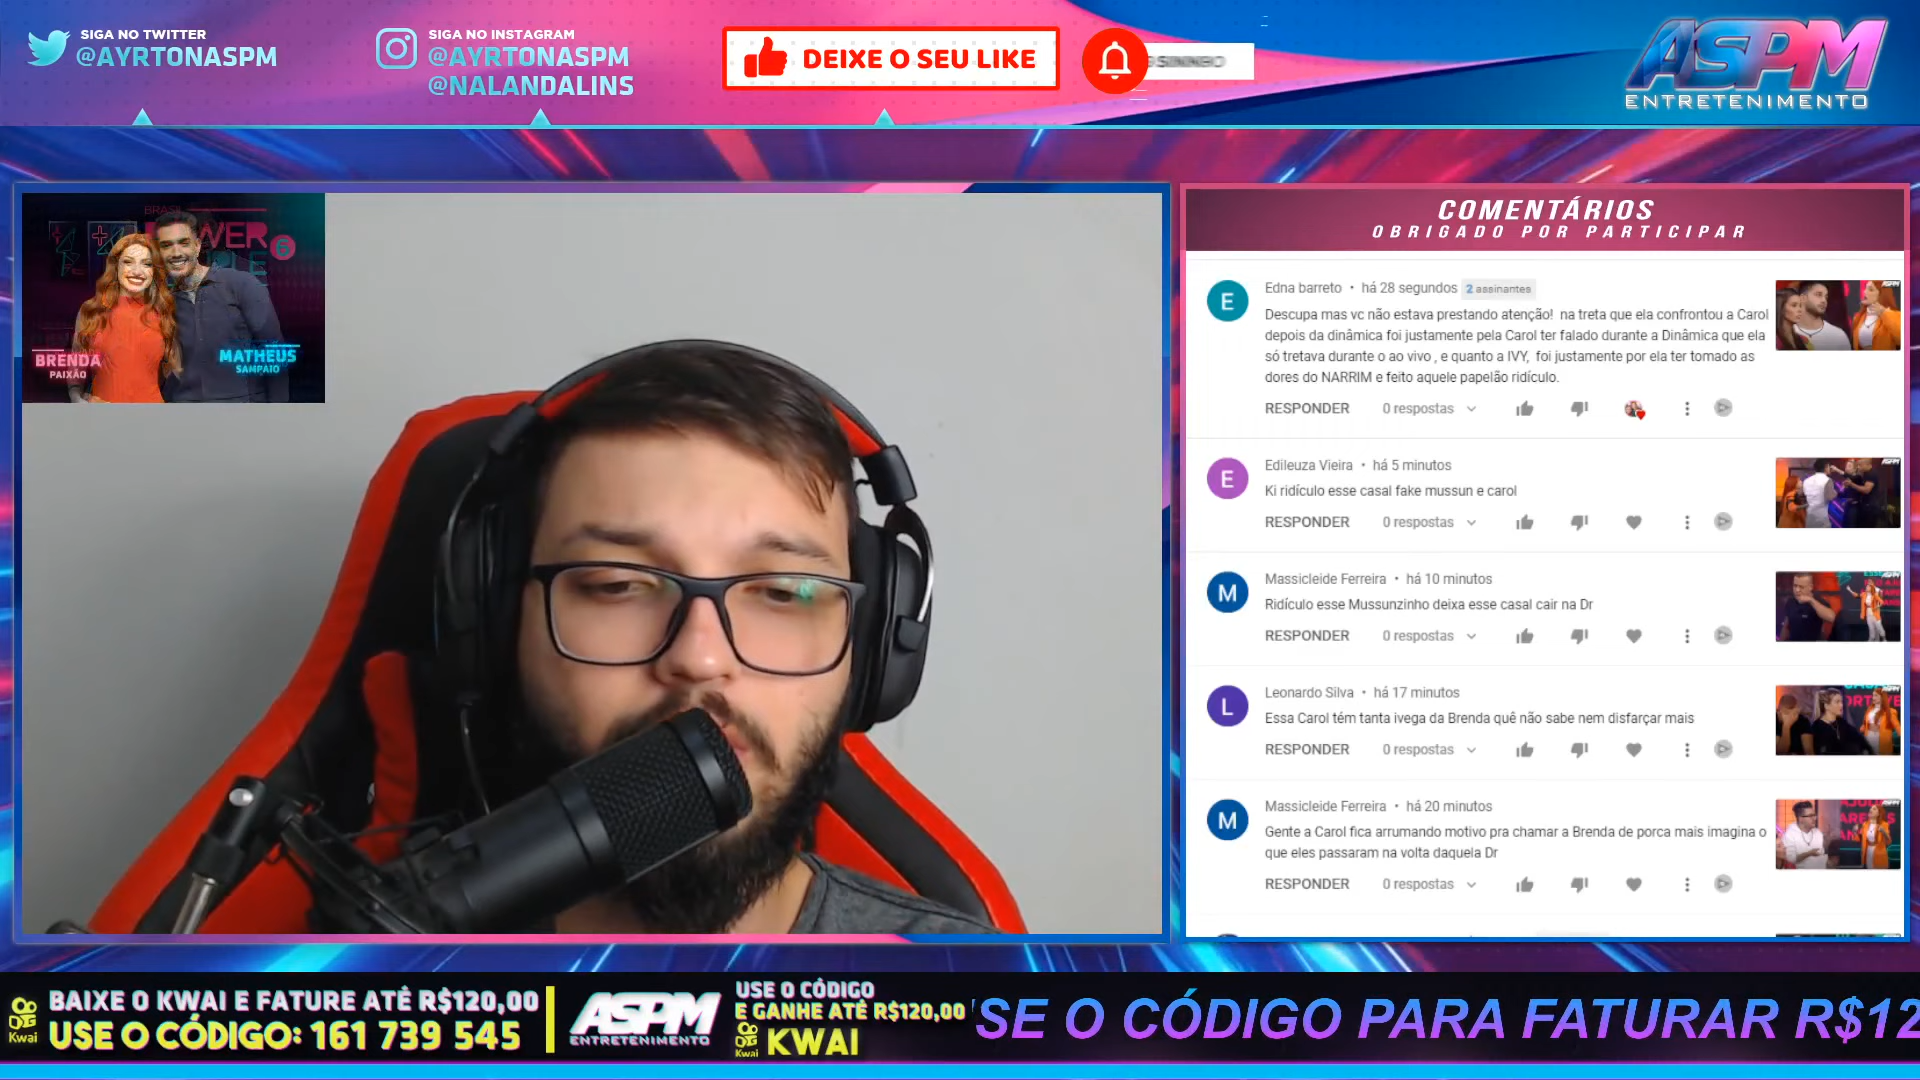 SIGA NO TWITTER
@AYRTONASPM
SIGA NO INSTAGRAM
@AYRTONASPM
@NALANDALINS
DEIXE O SEU LIKE
ASPM
ENTRETENIMENTO
BRASIL
BRENDA
PAIXÃO
MATHEUS
SAMPAIO
COMENTÁRIOS
OBRIGADO POR PARTICIPAR
E
Edna barreto • há 28 segundos 2 assinantes
Descupa mas vc não estava prestando atenção! na treta que ela confrontou a Carol
depois da dinâmica foi justamente pela Carol ter falado durante a Dinâmica que ela
só tretava durante o ao vivo , e quanto a IVY, foi justamente por ela ter tomado as
dores do NARRIM e feito aquele papelão ridículo.
RESPONDER 0 respostas
E
Edileuza Vieira • há 5 minutos
Ki ridículo esse casal fake mussun e carol
RESPONDER 0 respostas
M
Massicleide Ferreira • há 10 minutos
Ridículo esse Mussunzinho deixa esse casal cair na Dr
RESPONDER 0 respostas
L
Leonardo Silva • há 17 minutos
Essa Carol têm tanta ivega da Brenda quê não sabe nem disfarçar mais
RESPONDER 0 respostas
M
Massicleide Ferreira • há 20 minutos
Gente a Carol fica arrumando motivo pra chamar a Brenda de porca mais imagina o
que eles passaram na volta daquela Dr
RESPONDER 0 respostas
Kwai
BAIXE O KWAI E FATURE ATÉ R$120,00
USE O CÓDIGO: 161 739 545
ASPM
ENTRETENIMENTO
USE O CÓDIGO
E GANHE ATÉ R$120,00
Kwai
KWAI
SE O CÓDIGO PARA FATURAR R$12